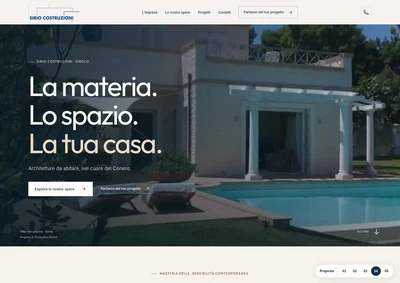 SIRIO COSTRUZIONI
L'impresa
Le nostre opere
Progetti
Contatti
Parliamo del tuo progetto →
SIRIO COSTRUZIONI · SIROLO
La materia.
Lo spazio.
La tua casa.
Architetture da abitare, nel cuore del Conero.
Esplora le nostre opere →
Parliamo del tuo progetto
MAESTRIA EDILE, SENSIBILITÀ CONTEMPORANEA
Proposte 01 02 03 04 05